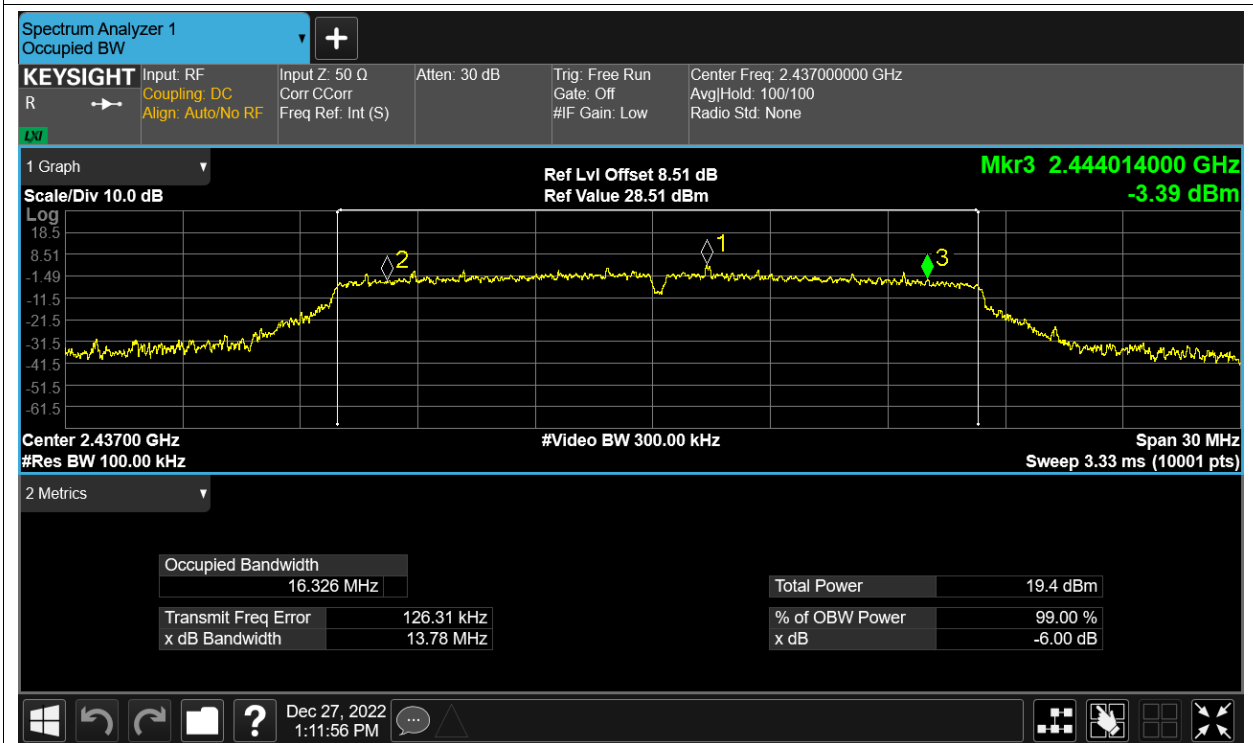 Spectrum Analyzer 1
Occupied BW
KEYSIGHT
R
LXI
Input: RF
Coupling: DC
Align: Auto/No RF
Input Z: 50 Ω
Corr CCorr
Freq Ref: Int (S)
Atten: 30 dB
Trig: Free Run
Gate: Off
#IF Gain: Low
Center Freq: 2.437000000 GHz
Avg|Hold: 100/100
Radio Std: None
1 Graph
Scale/Div 10.0 dB
Ref Lvl Offset 8.51 dB
Ref Value 28.51 dBm
Mkr3 2.444014000 GHz
-3.39 dBm
Log
18.5
8.51
-1.49
-11.5
-21.5
-31.5
-41.5
-51.5
-61.5
2
1
3
Center 2.43700 GHz
#Video BW 300.00 kHz
Span 30 MHz
#Res BW 100.00 kHz
Sweep 3.33 ms (10001 pts)
2 Metrics
Occupied Bandwidth
16.326 MHz
Transmit Freq Error 126.31 kHz
x dB Bandwidth 13.78 MHz
Total Power 19.4 dBm
% of OBW Power 99.00 %
x dB -6.00 dB
?
Dec 27, 2022
1:11:56 PM